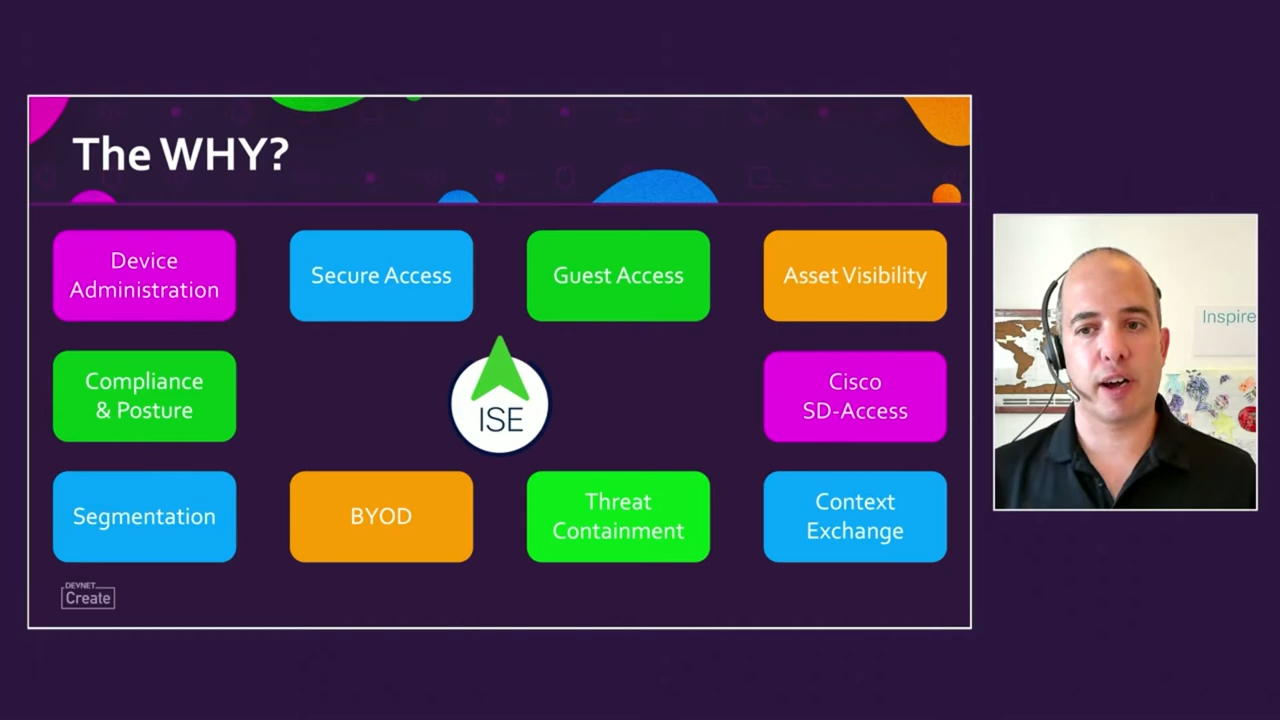 The WHY?
Device
Administration
Secure Access
Guest Access
Asset Visibility
Compliance
& Posture
ISE
Cisco
SD-Access
Segmentation
BYOD
Threat
Containment
Context
Exchange
DEVNET
Create
Inspire